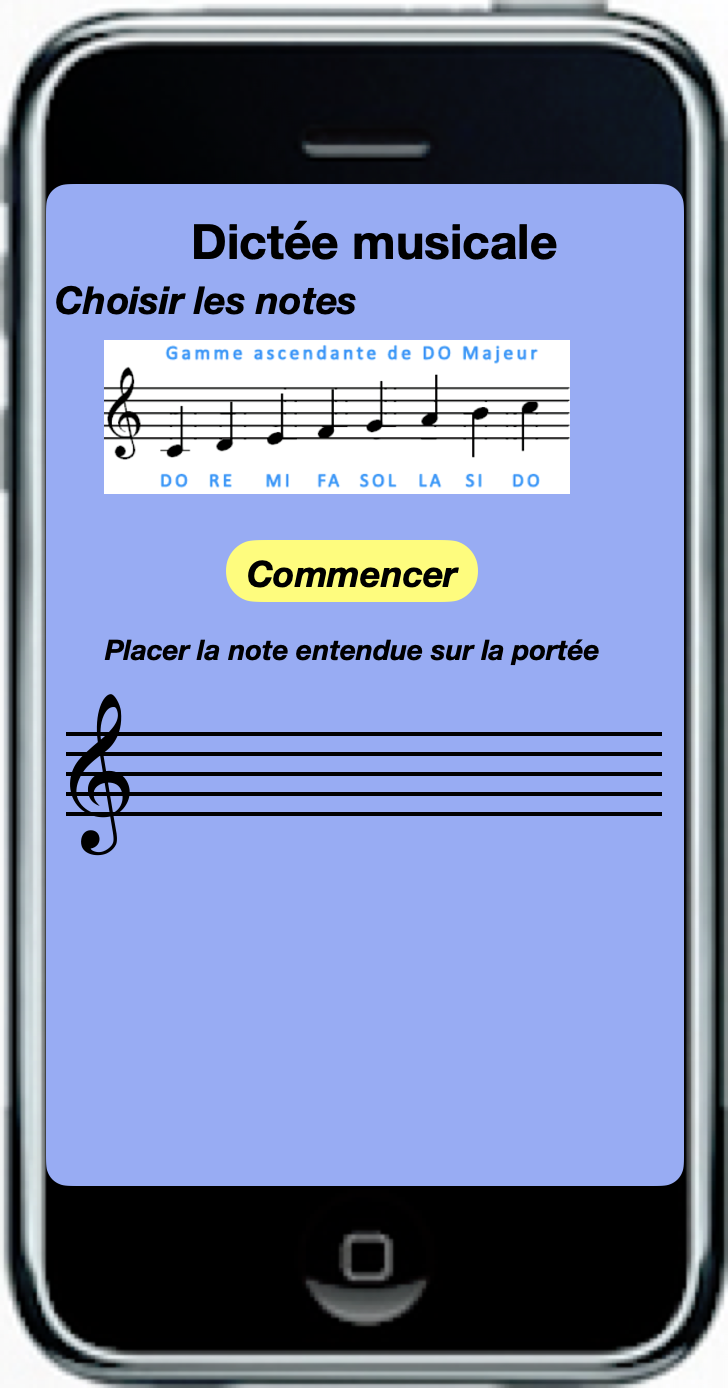 Dictée musicale
Choisir les notes
Gamme ascendante de DO Majeur
DO RE MI FA SOL LA SI DO
Commencer
Placer la note entendue sur la portée